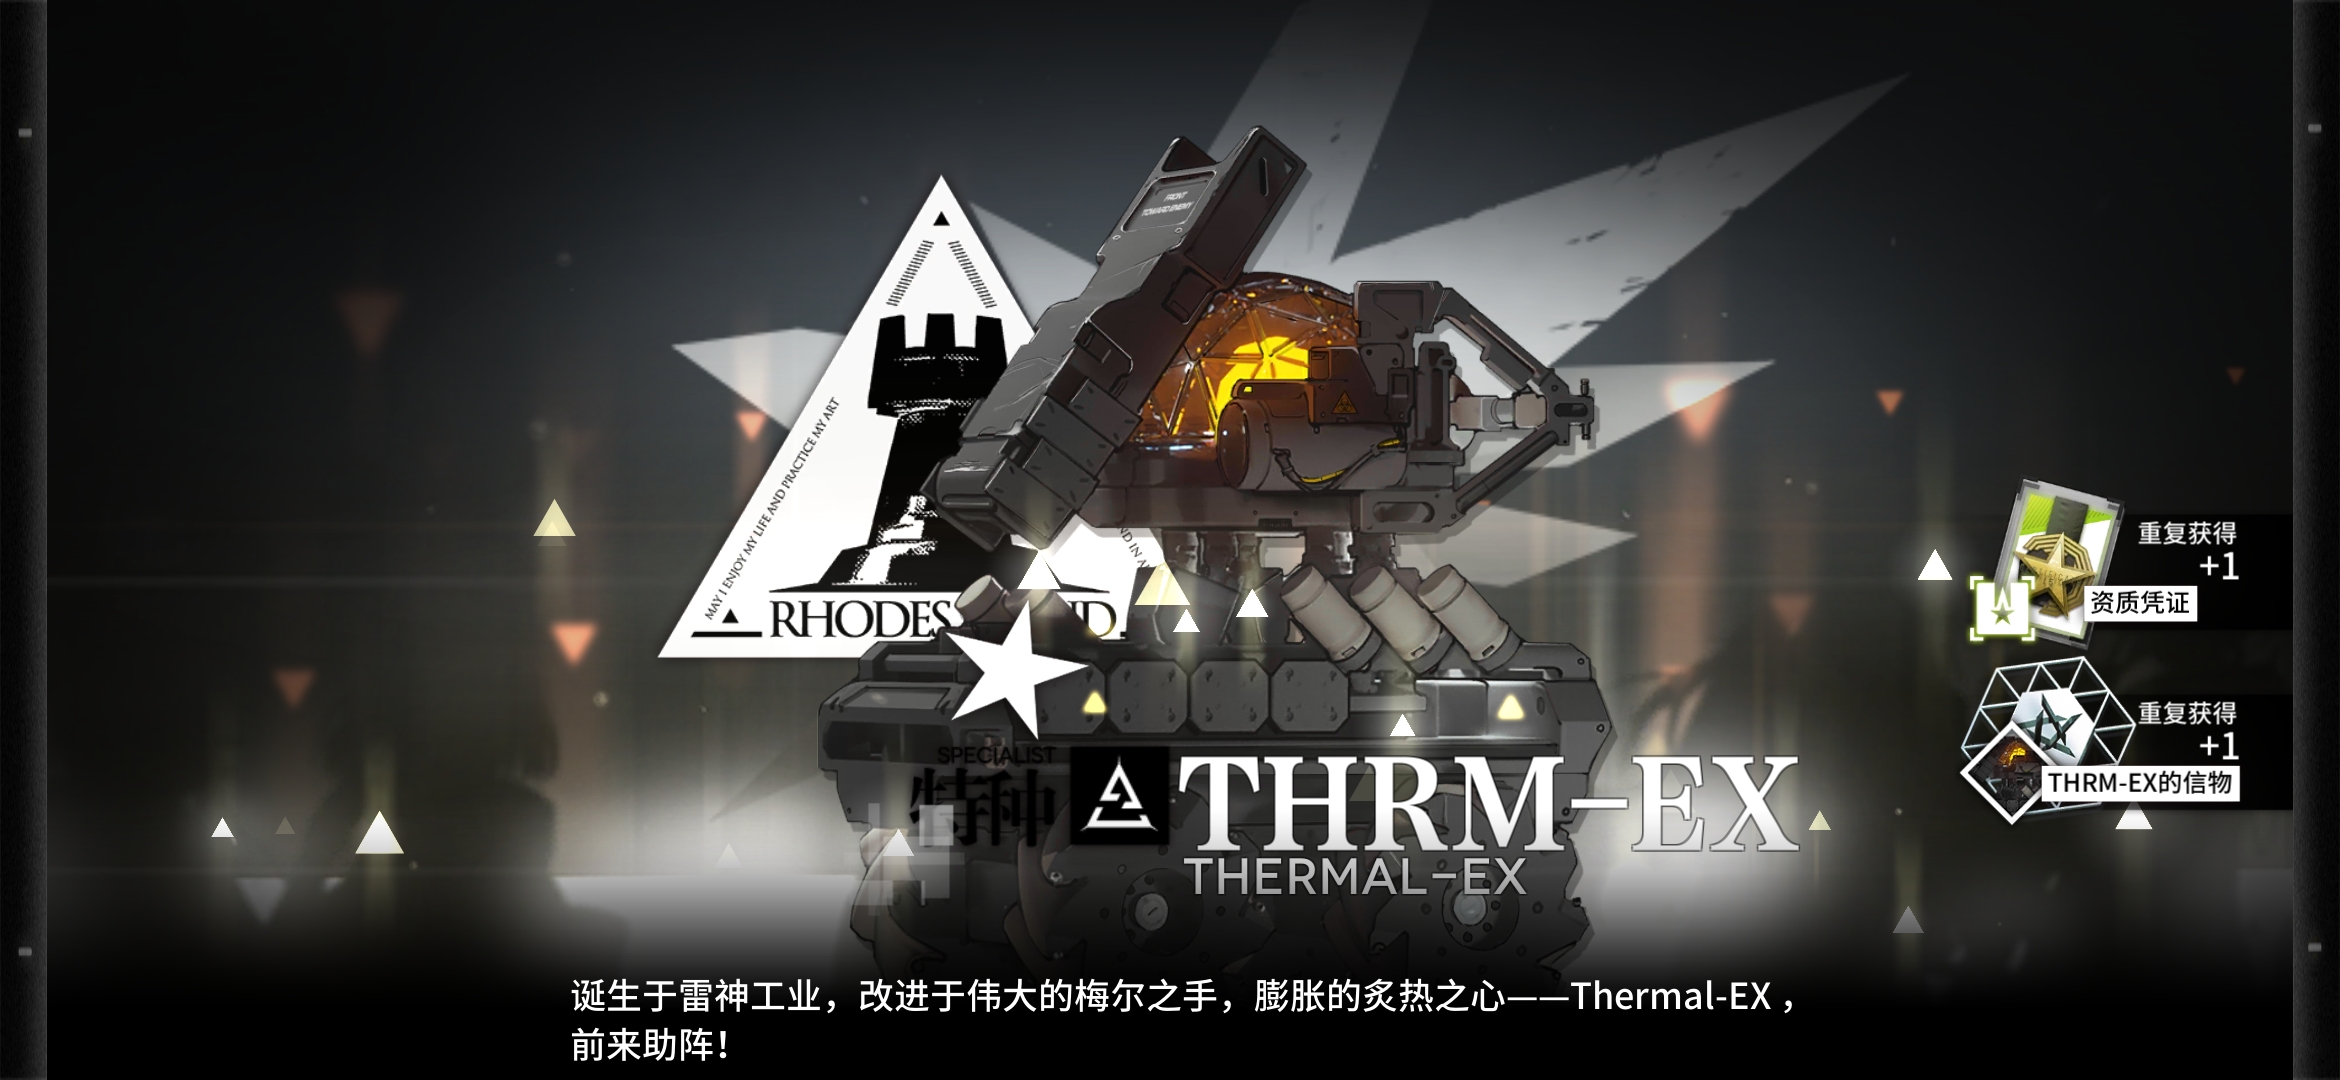 FRONT
TOWARD ENEMY
MAY I ENJOY MY LIFE AND PRACTICE MY ART
RHODES
重复获得
+1
资质凭证
重复获得
+1
THRM-EX的信物
SPECIALIST
特种
THRM-EX
THERMAL-EX
诞生于雷神工业，改进于伟大的梅尔之手，膨胀的炙热之心——Thermal-EX，
前来助阵！